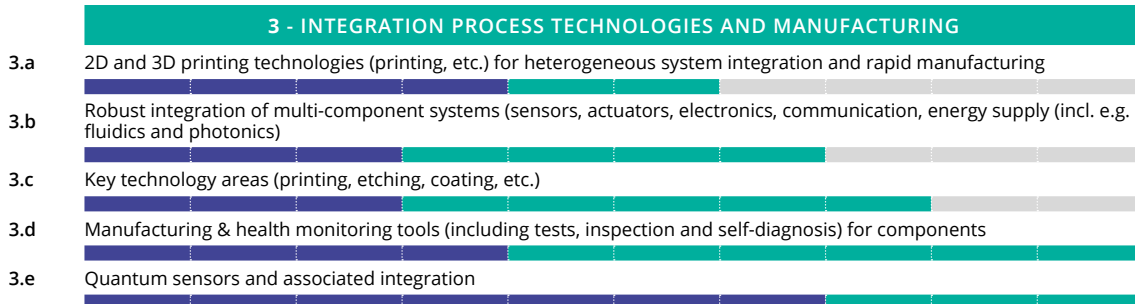 3 - INTEGRATION PROCESS TECHNOLOGIES AND MANUFACTURING
3.a 2D and 3D printing technologies (printing, etc.) for heterogeneous system integration and rapid manufacturing
3.b Robust integration of multi-component systems (sensors, actuators, electronics, communication, energy supply (incl. e.g.
fluidics and photonics)
3.c Key technology areas (printing, etching, coating, etc.)
3.d Manufacturing & health monitoring tools (including tests, inspection and self-diagnosis) for components
3.e Quantum sensors and associated integration